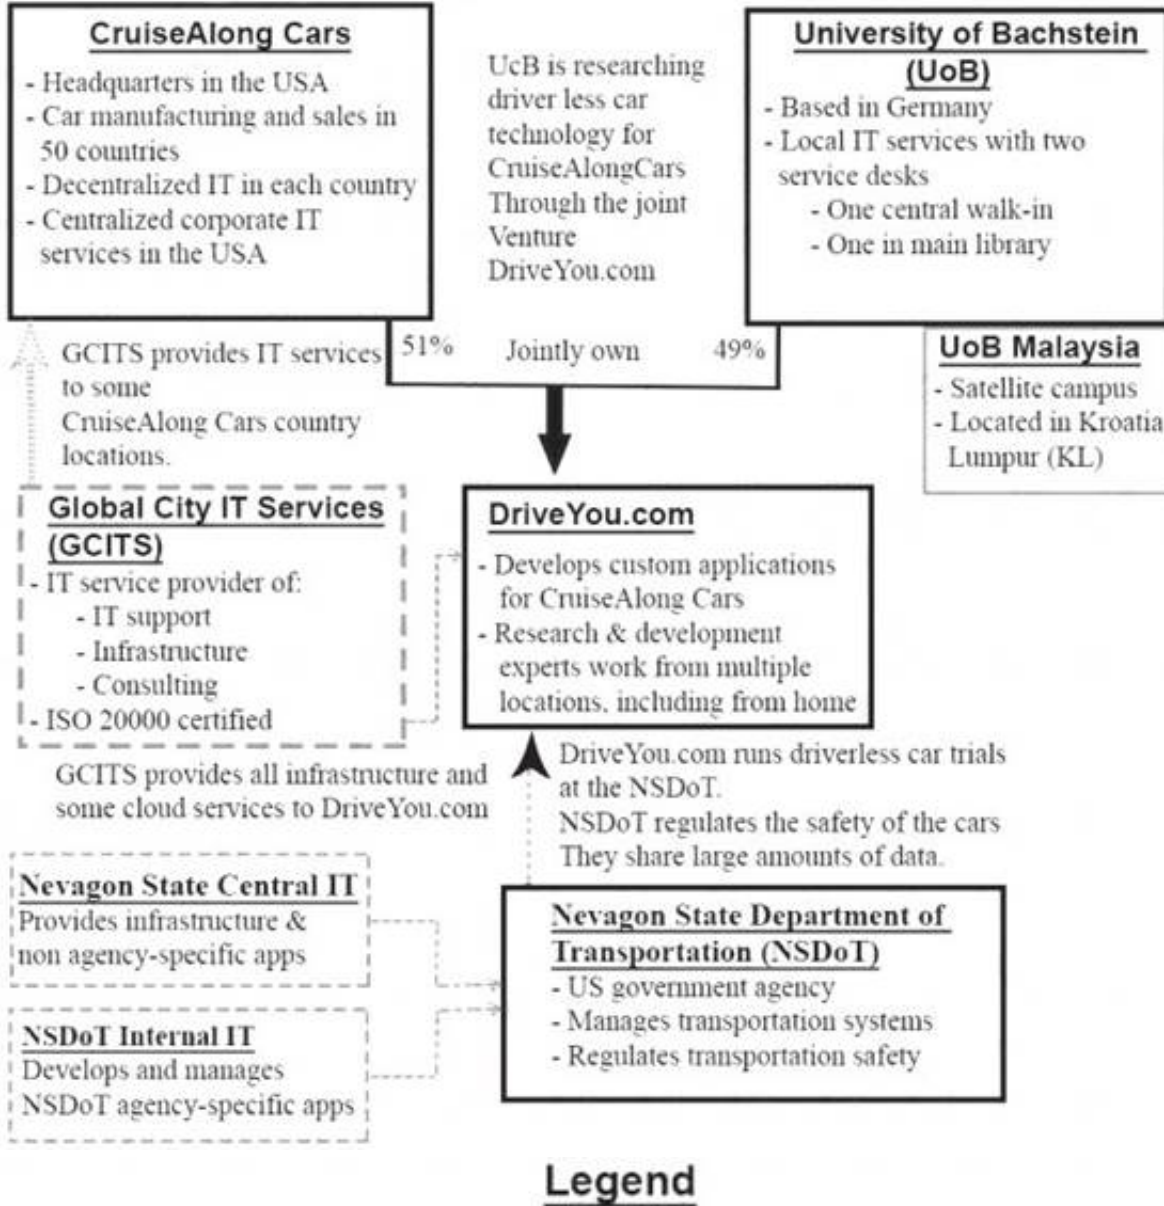 CruiseAlong Cars
- Headquarters in the USA
- Car manufacturing and sales in
50 countries
- Decentralized IT in each country
- Centralized corporate IT
services in the USA
UcB is researching
driver less car
technology for
CruiseAlongCars
Through the joint
Venture
DriveYou.com
University of Bachstein
(UoB)
- Based in Germany
- Local IT services with two
service desks
- One central walk-in
- One in main library
51% Jointly own 49%
UoB Malaysia
- Satellite campus
- Located in Kroatia
Lumpur (KL)
GCITS provides IT services
to some
CruiseAlong Cars country
locations.
Global City IT Services
(GCITS)
- IT service provider of:
- IT support
- Infrastructure
- Consulting
- ISO 20000 certified
DriveYou.com
- Develops custom applications
for CruiseAlong Cars
- Research & development
experts work from multiple
locations, including from home
GCITS provides all infrastructure and
some cloud services to DriveYou.com
DriveYou.com runs driverless car trials
at the NSDoT.
NSDoT regulates the safety of the cars
They share large amounts of data.
Nevagon State Central IT
Provides infrastructure &
non agency-specific apps
NSDoT Internal IT
Develops and manages
NSDoT agency-specific apps
Nevagon State Department of
Transportation (NSDoT)
- US government agency
- Manages transportation systems
- Regulates transportation safety
Legend